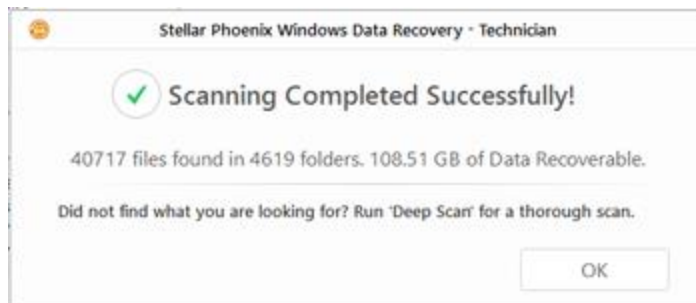 Stellar Phoenix Windows Data Recovery - Technician
Scanning Completed Successfully!
40717 files found in 4619 folders. 108.51 GB of Data Recoverable.
Did not find what you are looking for? Run 'Deep Scan' for a thorough scan.
OK